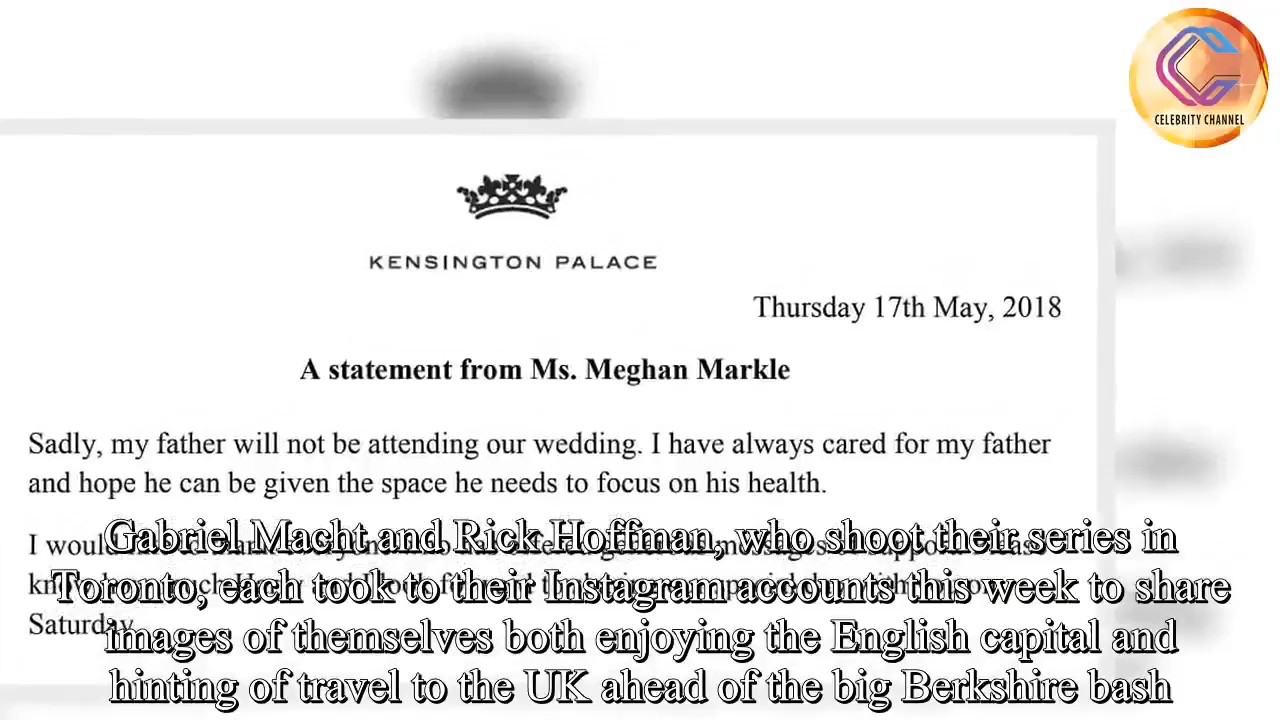 CELEBRITY CHANNEL
KENSINGTON PALACE
Thursday 17th May, 2018
A statement from Ms. Meghan Markle
Sadly, my father will not be attending our wedding. I have always cared for my father
and hope he can be given the space he needs to focus on his health.
I would
Saturday
Gabriel Macht and Rick Hoffman, who shoot their series in
Toronto, each took to their Instagram accounts this week to share
images of themselves both enjoying the English capital and
hinting of travel to the UK ahead of the big Berkshire bash